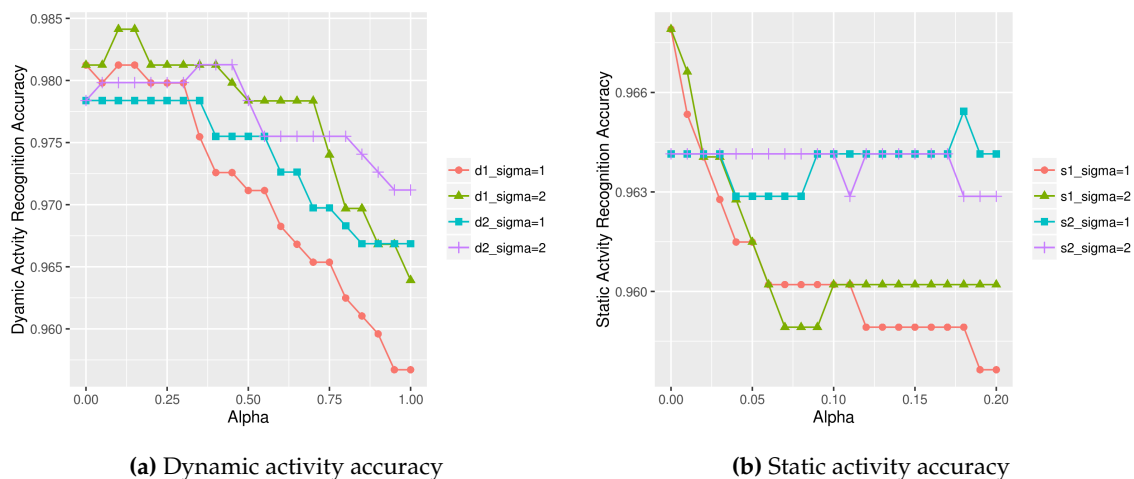 0.985
0.980
0.975
0.970
0.965
0.960
Dyamic Activity Recognition Accuracy
0.00 0.25 0.50 0.75 1.00
Alpha
d1_sigma=1
d1_sigma=2
d2_sigma=1
d2_sigma=2
(a) Dynamic activity accuracy
0.966
0.963
0.960
Static Actvity Recognition Accuracy
0.00 0.05 0.10 0.15 0.20
Alpha
s1_sigma=1
s1_sigma=2
s2_sigma=1
s2_sigma=2
(b) Static activity accuracy